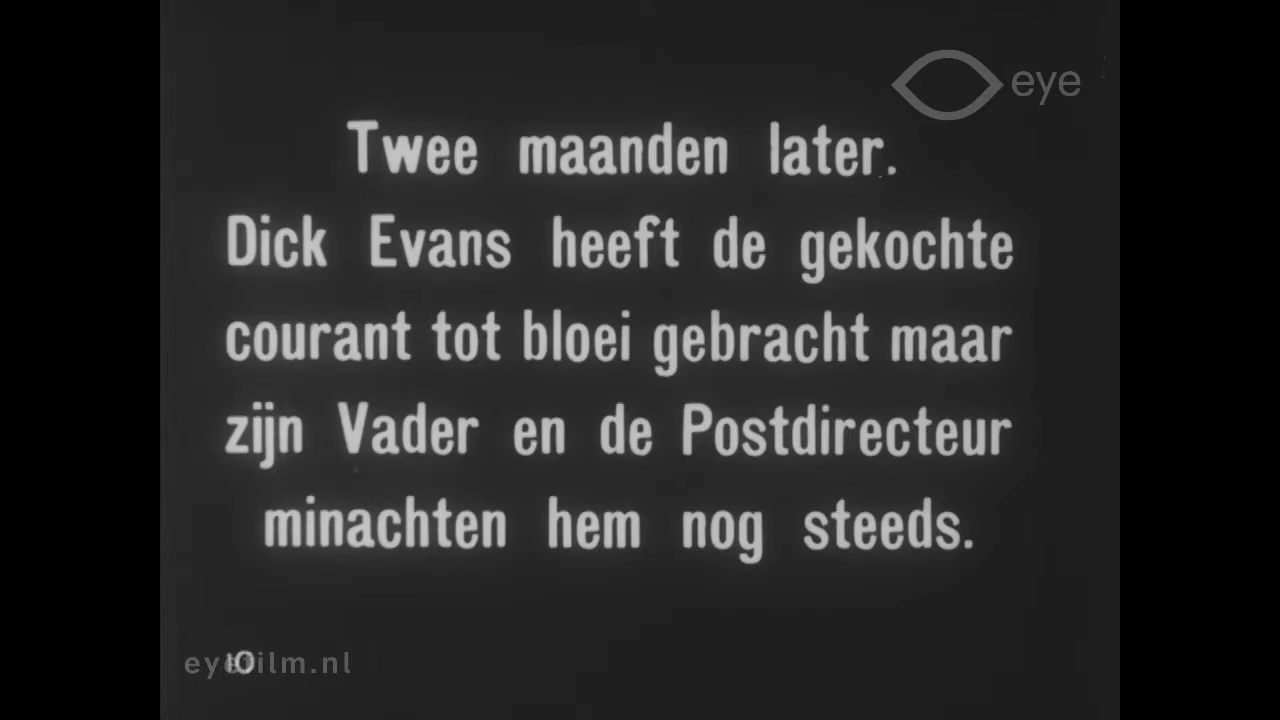 eye
Twee maanden later.
Dick Evans heeft de gekochte
courant tot bloei gebracht maar
zijn Vader en de Postdirecteur
minachten hem nog steeds.
eyefilm.nl